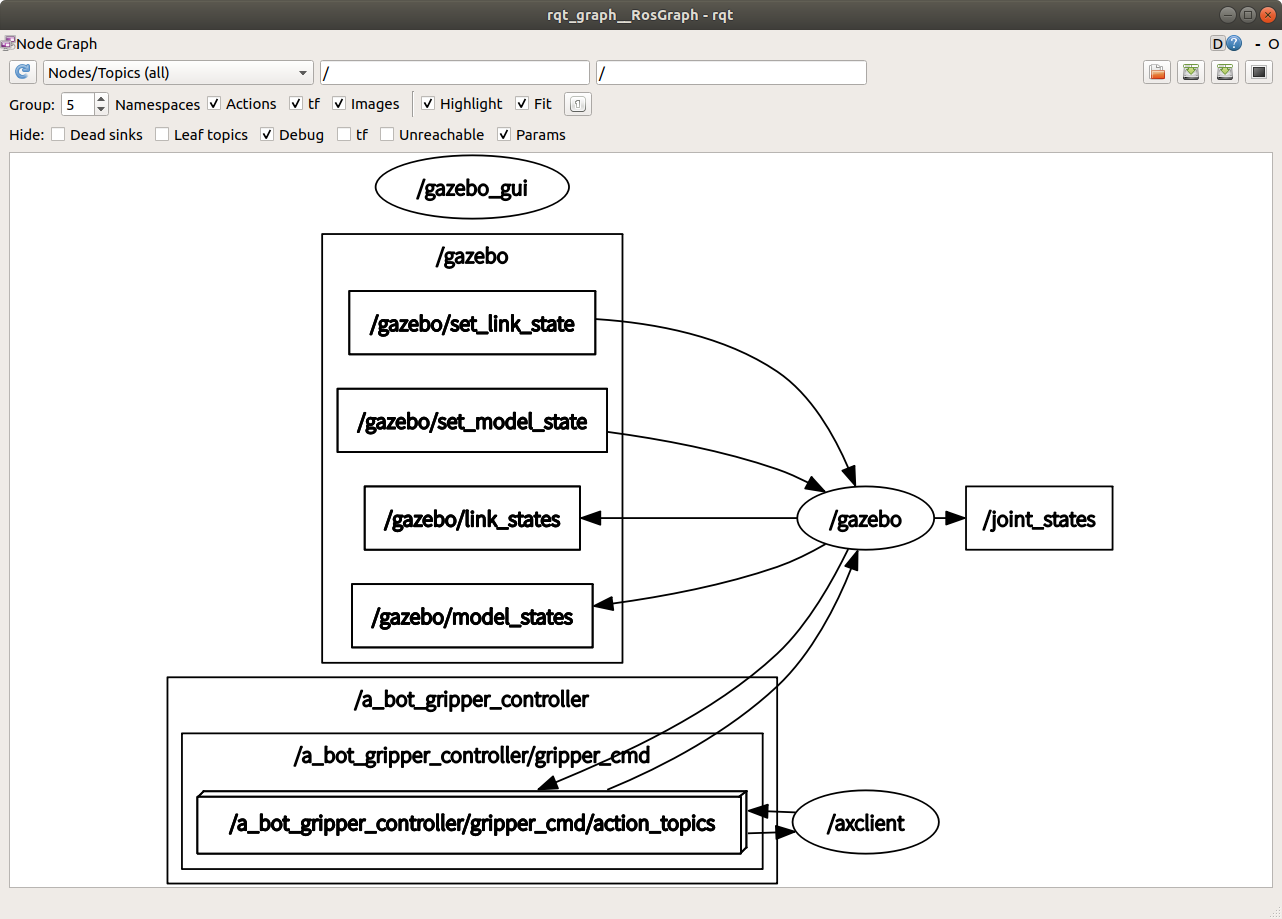 rqt_graph__RosGraph - rqt
Node Graph D ? - O
Nodes/Topics (all) / /
Group: 5 Namespaces Actions tf Images Highlight Fit
Hide: Dead sinks Leaf topics Debug tf Unreachable Params
/gazebo_gui
/gazebo
/gazebo/set_link_state
/gazebo/set_model_state
/gazebo/link_states
/gazebo
/joint_states
/gazebo/model_states
/a_bot_gripper_controller
/a_bot_gripper_controller/gripper_cmd
/a_bot_gripper_controller/gripper_cmd/action_topics
/axclient